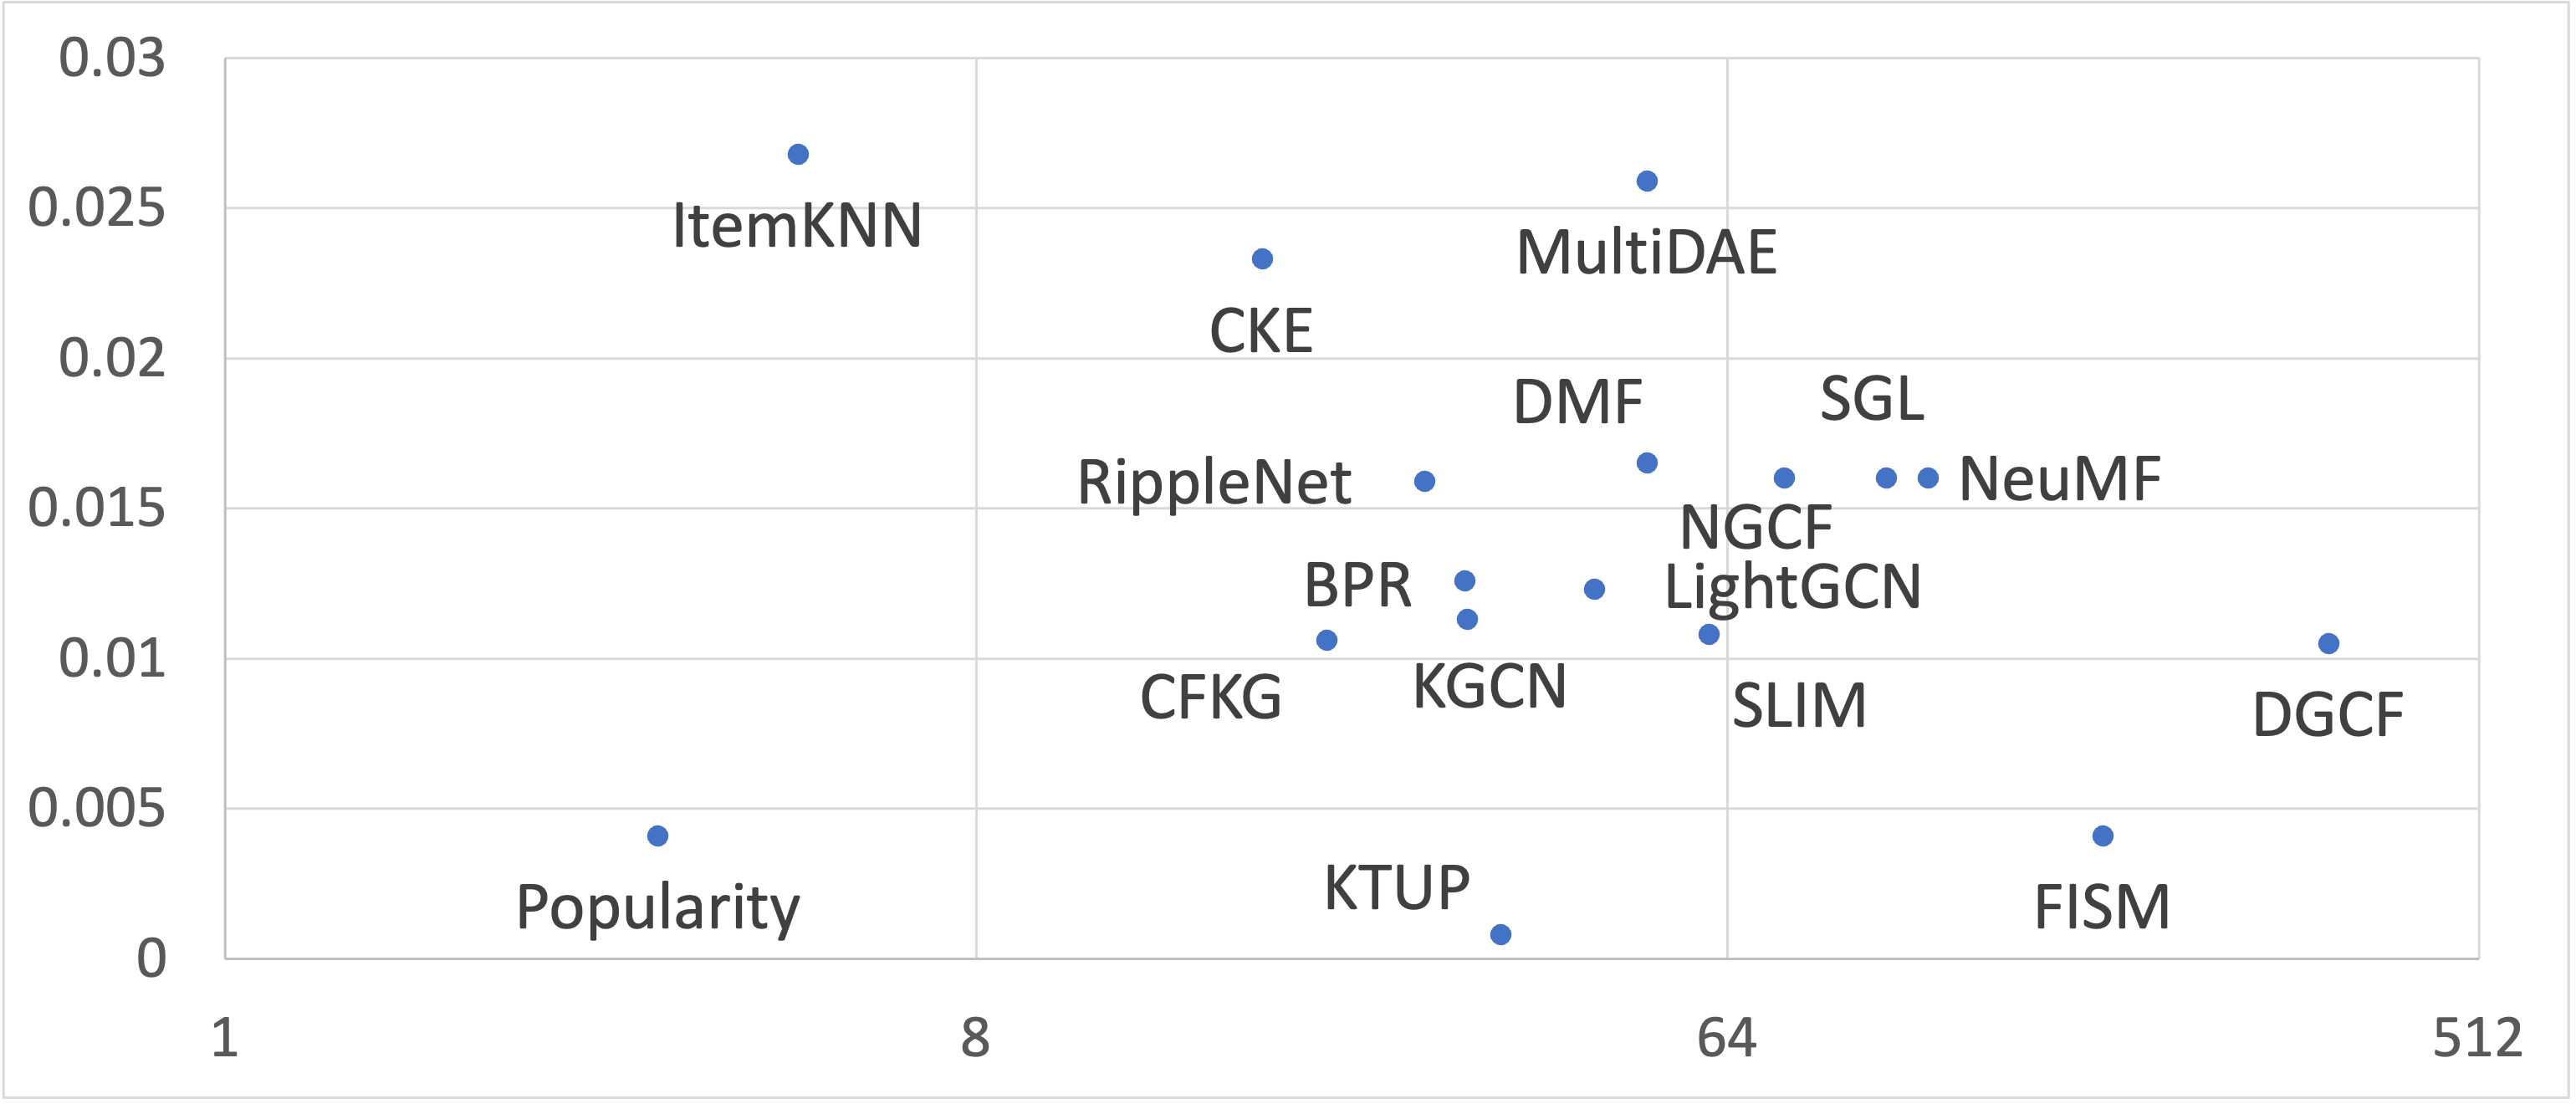 0.03
0.025
ItemKNN
MultiDAE
CKE
0.02
DMF
SGL
RippleNet
NeuMF
0.015
NGCF
BPR
LightGCN
0.01
CFKG
KGCN
SLIM
DGCF
0.005
KTUP
Popularity
FISM
0
1
8
64
512